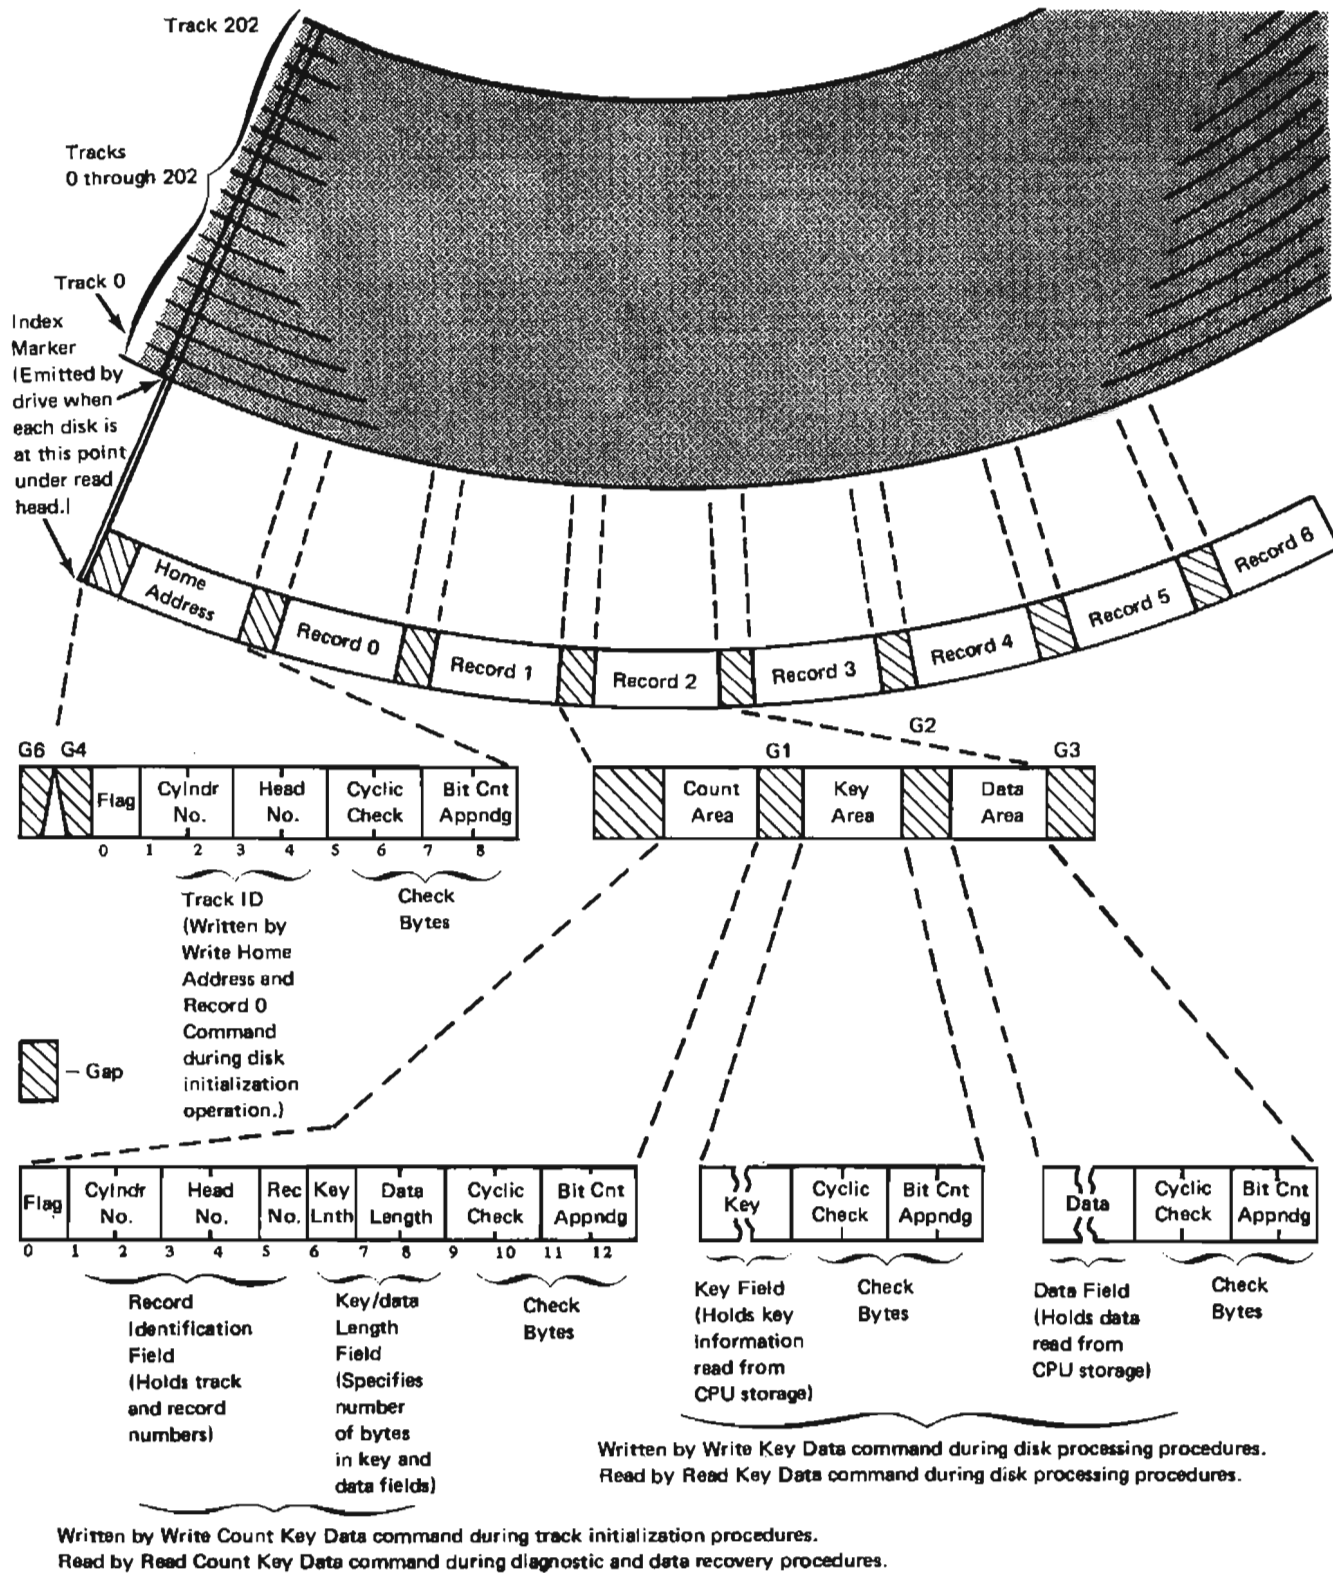 Track 202
Tracks
0 through 202
Track 0
Index
Marker
(Emitted by
drive when
each disk is
at this point
under read
head.)
Home
Address
Record 0
Record 1
Record 2
Record 3
Record 4
Record 5
Record 6
G6 G4
Flag
Cylndr
No.
Head
No.
Cyclic
Check
Bit Cnt
Appndg
0 1 2 3 4 5 6 7 8
Track ID
(Written by
Write Home
Address and
Record 0
Command
during disk
initialization
operation.)
Check
Bytes
G1
G2
G3
Count
Area
Key
Area
Data
Area
– Gap
Flag
Cylndr
No.
Head
No.
Rec
No.
Key
Lnth
Data
Length
Cyclic
Check
Bit Cnt
Appndg
0 1 2 3 4 5 6 7 8 9 10 11 12
Record
Identification
Field
(Holds track
and record
numbers)
Key/data
Length
Field
(Specifies
number
of bytes
in key and
data fields)
Check
Bytes
Key
Cyclic
Check
Bit Cnt
Appndg
Key Field
(Holds key
information
read from
CPU storage)
Check
Bytes
Data
Cyclic
Check
Bit Cnt
Appndg
Data Field
(Holds data
read from
CPU storage)
Check
Bytes
Written by Write Key Data command during disk processing procedures.
Read by Read Key Data command during disk processing procedures.
Written by Write Count Key Data command during track initialization procedures.
Read by Read Count Key Data command during diagnostic and data recovery procedures.